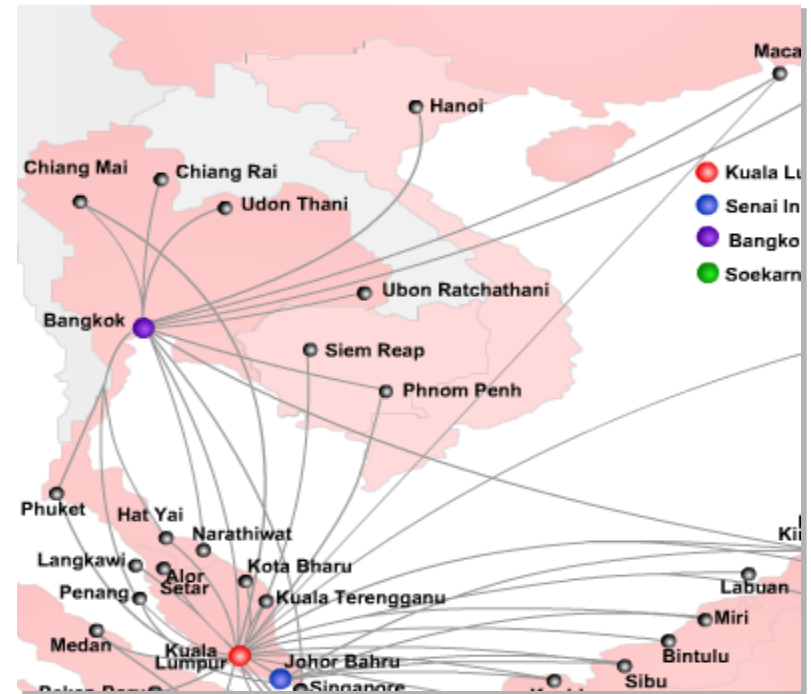 Maca
Hanoi
Chiang Mai
Chiang Rai
Kuala Lu
Udon Thani
Senai In
Bangko
Soekarn
Ubon Ratchathani
Bangkok
Siem Reap
Phnom Penh
Phuket
Hat Yai
Narathiwat
Ki
Langkawi
Alor
Setar
Kota Bharu
Penang
Kuala Terengganu
Labuan
Miri
Medan
Kuala
Lumpur
Johor Bahru
Bintulu
Sibu
Singapore